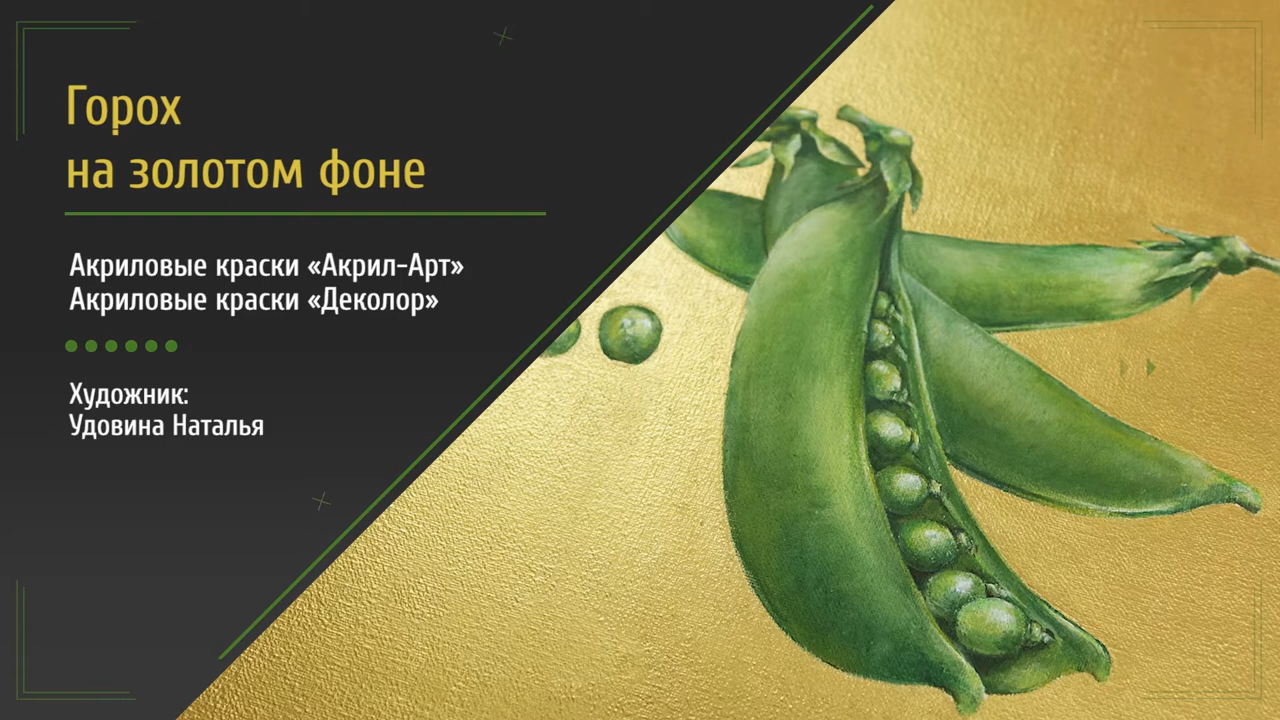 Горох
на золотом фоне
Акриловые краски «Акрил-Арт»
Акриловые краски «Деколор»
Художник:
Удовина Наталья